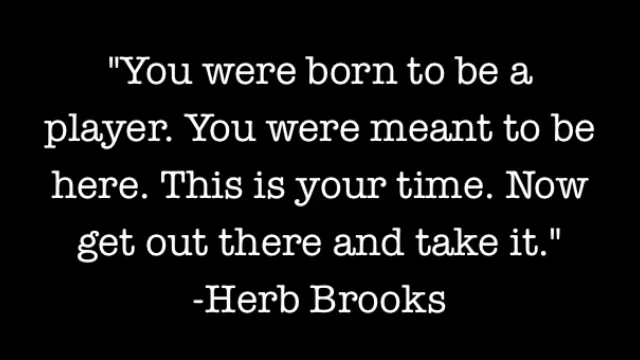 "You were born to be a
player. You were meant to be
here. This is your time. Now
get out there and take it."
-Herb Brooks